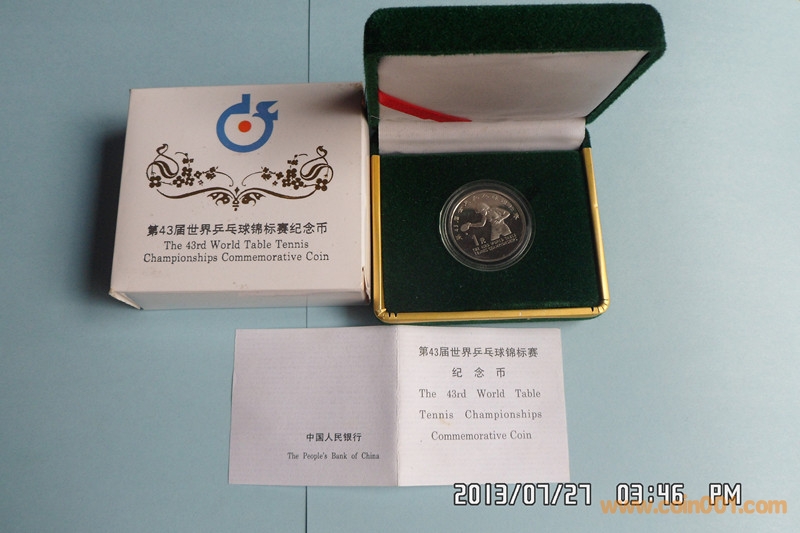 第43届世界乒乓球锦标赛纪念币
The 43rd World Table Tennis
Championships Commemorative Coin
1元
中国人民银行
The People's Bank of China
第43届世界乒乓球锦标赛
纪念币
The 43rd World Table
Tennis Championships
Commemorative Coin
2013/07/27 03:46 PM
www.coin001.com